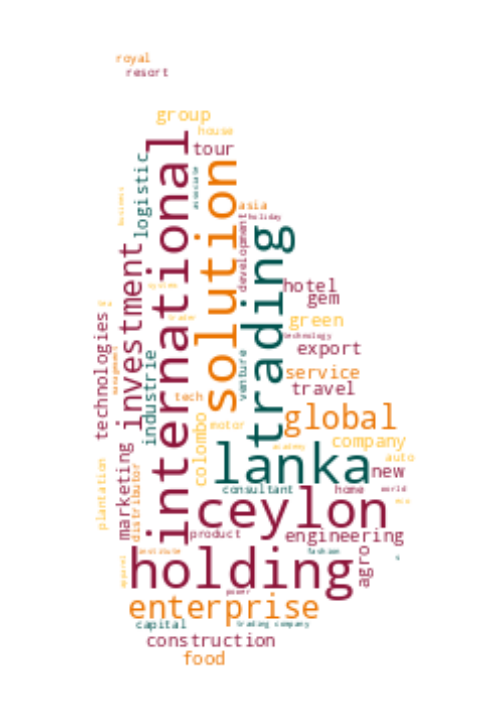 royal
resort
group
house
tour
international
logistic
associate
solution
business
asia
holiday
development
trading
investment
hotel
gem
system
green
technologies
trader
technology
export
management
industrie
venture
service
travel
tech
global
colombo
motor
company
academy
marketing
lanka
auto
new
plantation
distributor
consultant
home
world
ceylon
eco
product
engineering
institute
fashion
agro
apparel
holding
power
enterprise
capital
trading company
construction
food